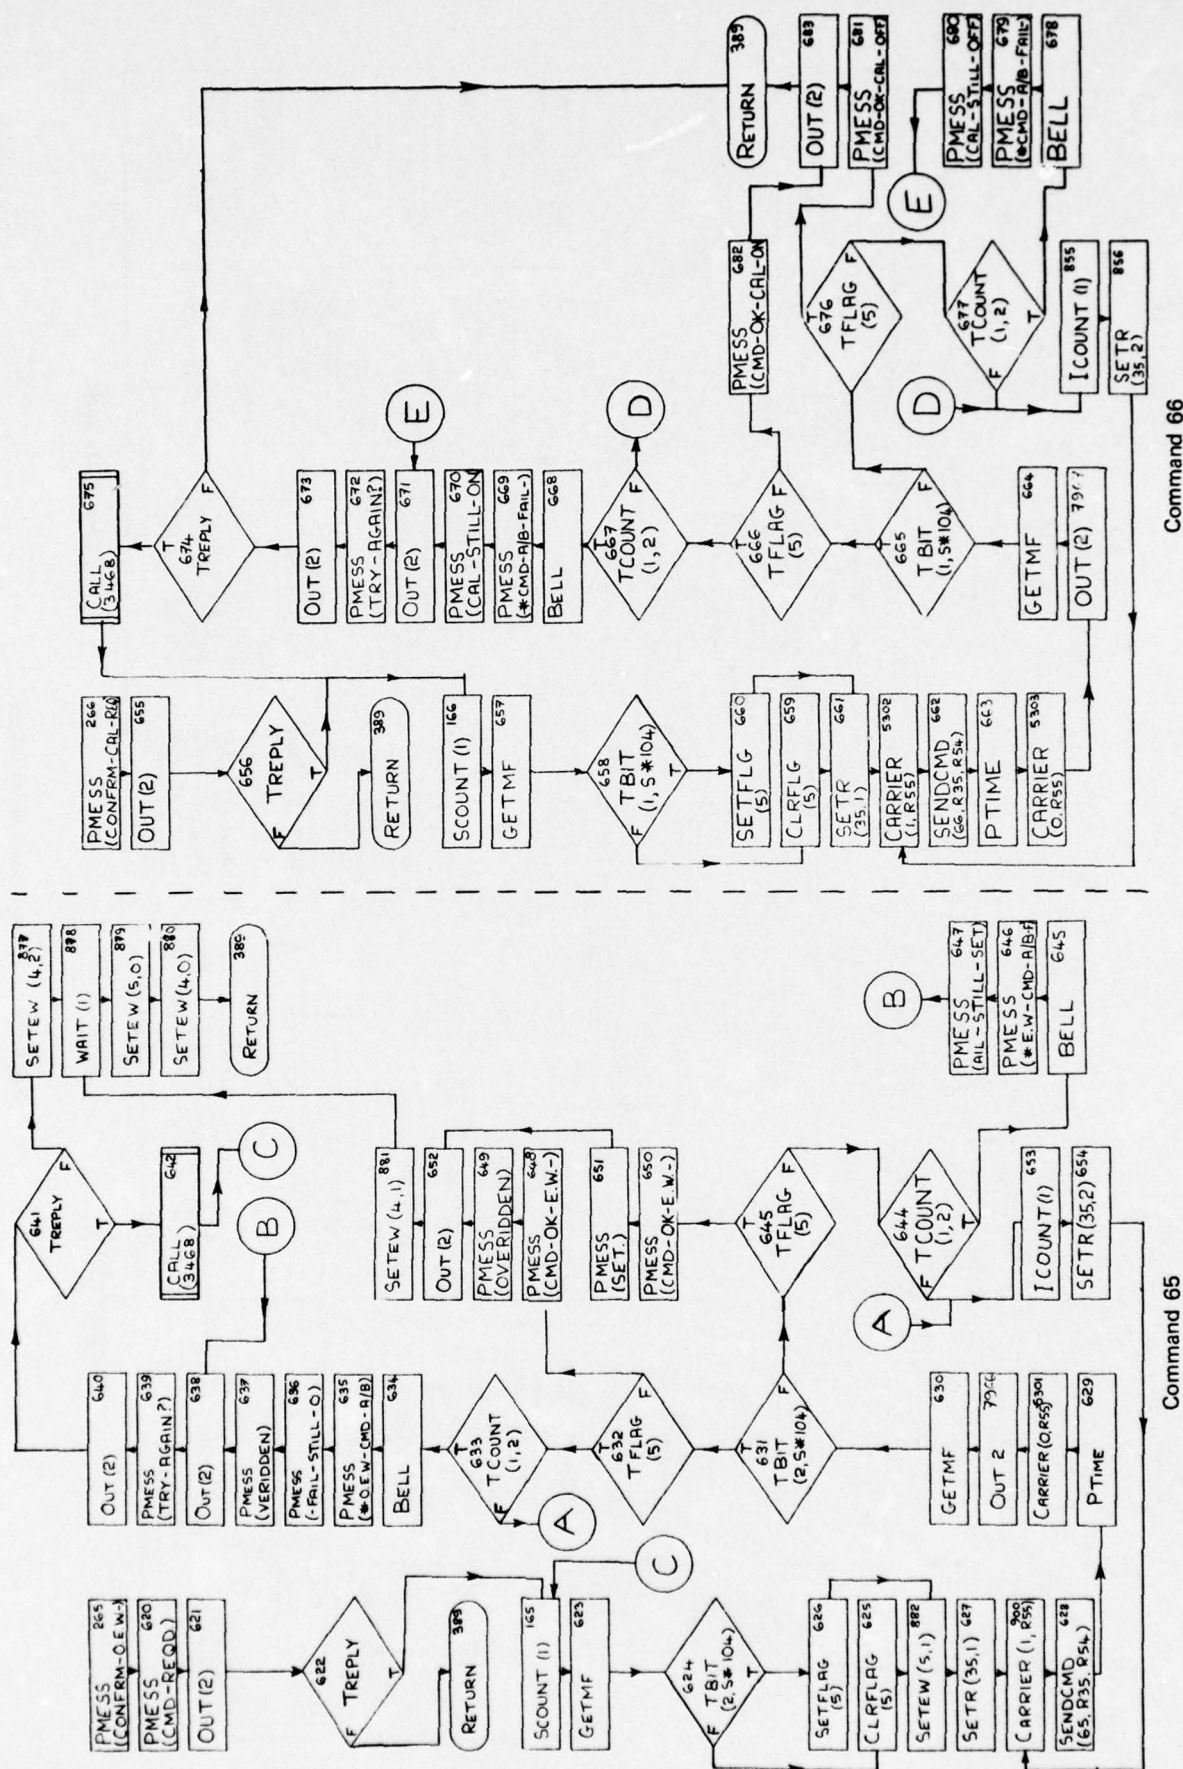 PMESS 265
(CONFRM-O.E.W-)
PMESS 620
(CMD-REQD)
OUT(2) 621
622
TREPLY
F
T
RETURN 389
SCOUNT (1) 165
GETMF 623
C
624
TBIT
(2,S*104)
F
T
SETFLAG 626
(5)
CLRFLAG 625
(5)
SETEW (5,1) 882
SETR (35,1) 627
CARRIER (1, R55) 900
SENDCMD 628
(65, R35, R54)
PTIME 629
CARRIER (0,R55) 5301
OUT 2
GETMF 630
T
631
TBIT
(2,S*104)
F
T
632
TFLAG
(5)
F
T
633
TCOUNT
(1,2)
F
A
BELL 634
PMESS 635
(*O.E.W-CMD-A/B)
PMESS 636
(-FAIL-STILL-O)
PMESS 637
(VERIDDEN)
OUT(2) 638
PMESS 639
(TRY-AGAIN?)
OUT(2) 640
B
641
TREPLY
F
T
CALL 642
(3468)
C
SETEW (4,2) 877
WAIT (1) 878
SETEW (5,0) 879
SETEW (4,0) 880
RETURN 389
SETEW (4,1) 881
OUT(2) 652
PMESS 649
(OVERIDDEN)
PMESS 648
(CMD-OK-E.W.-)
PMESS 651
(SET.)
PMESS 650
(CMD-OK-E.W.-)
T
645
TFLAG
(5)
F
644
TCOUNT
(1,2)
F
T
A
ICOUNT (1) 653
SETR (35,2) 654
B
PMESS 647
(AIL-STILL-SET)
PMESS 646
(*E.W-CMD-A/B-F
BELL 645
Command 65
PMESS 266
(CONFRM-CAL-REQ
OUT(2) 655
656
TREPLY
F
T
RETURN 389
SCOUNT (1) 166
GETMF 657
658
TBIT
(1,S*104)
F
T
SETFLG 660
(5)
CLRFLG 659
(5)
SETR 661
(35,1)
CARRIER 5302
(1,R55)
SENDCMD 662
(66, R35, R54)
PTIME 663
CARRIER 5303
(0,R55)
OUT (2)
GETMF 664
T
665
TBIT
(1,S*104)
F
T
666
TFLAG
(5)
F
T
667
TCOUNT
(1,2)
F
D
BELL 668
PMESS 669
(*CMD-A/B-FAIL-)
PMESS 670
(CAL-STILL-ON
OUT(2) 671
E
PMESS 672
(TRY-AGAIN?)
OUT(2) 673
T
674
TREPLY
F
CALL 675
(3468)
RETURN 389
OUT(2) 683
PMESS 681
(CMD-OK-CAL-OFF)
PMESS 682
(CMD-OK-CAL-ON
T
676
TFLAG
(5)
F
677
TCOUNT
(1,2)
F
T
D
ICOUNT (1) 855
SETR 856
(35,2)
E
PMESS 680
(CAL-STILL-OFF)
PMESS 679
(*CMD-A/B-FAIL-)
BELL 678
Command 66